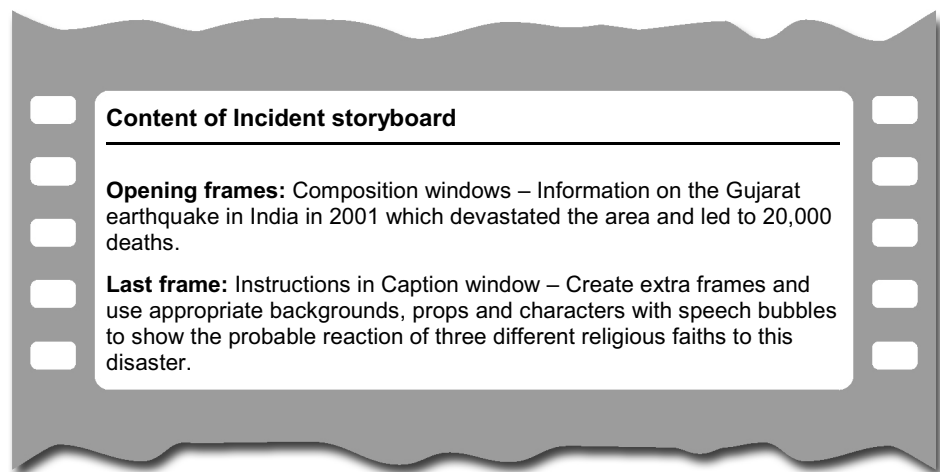 Content of Incident storyboard
Opening frames: Composition windows – Information on the Gujarat
earthquake in India in 2001 which devastated the area and led to 20,000
deaths.
Last frame: Instructions in Caption window – Create extra frames and
use appropriate backgrounds, props and characters with speech bubbles
to show the probable reaction of three different religious faiths to this
disaster.